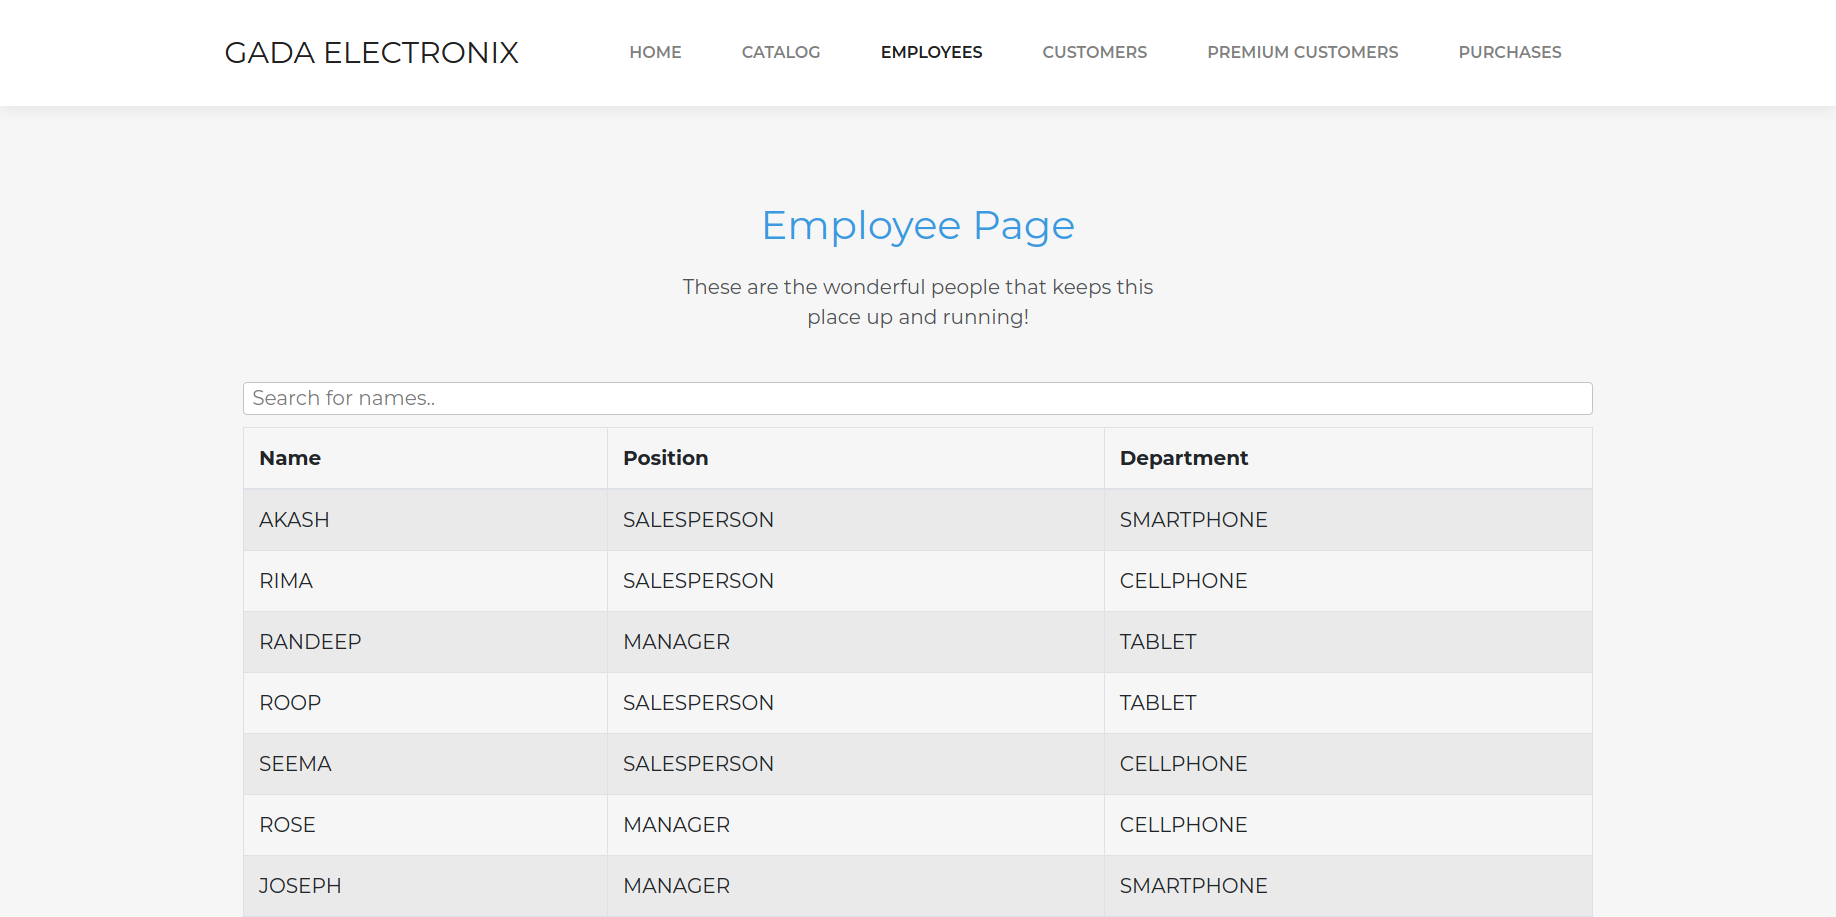 GADA ELECTRONIX HOME CATALOG EMPLOYEES CUSTOMERS PREMIUM CUSTOMERS PURCHASES
Employee Page
These are the wonderful people that keeps this
place up and running!
Search for names..
Name Position Department
AKASH SALESPERSON SMARTPHONE
RIMA SALESPERSON CELLPHONE
RANDEEP MANAGER TABLET
ROOP SALESPERSON TABLET
SEEMA SALESPERSON CELLPHONE
ROSE MANAGER CELLPHONE
JOSEPH MANAGER SMARTPHONE